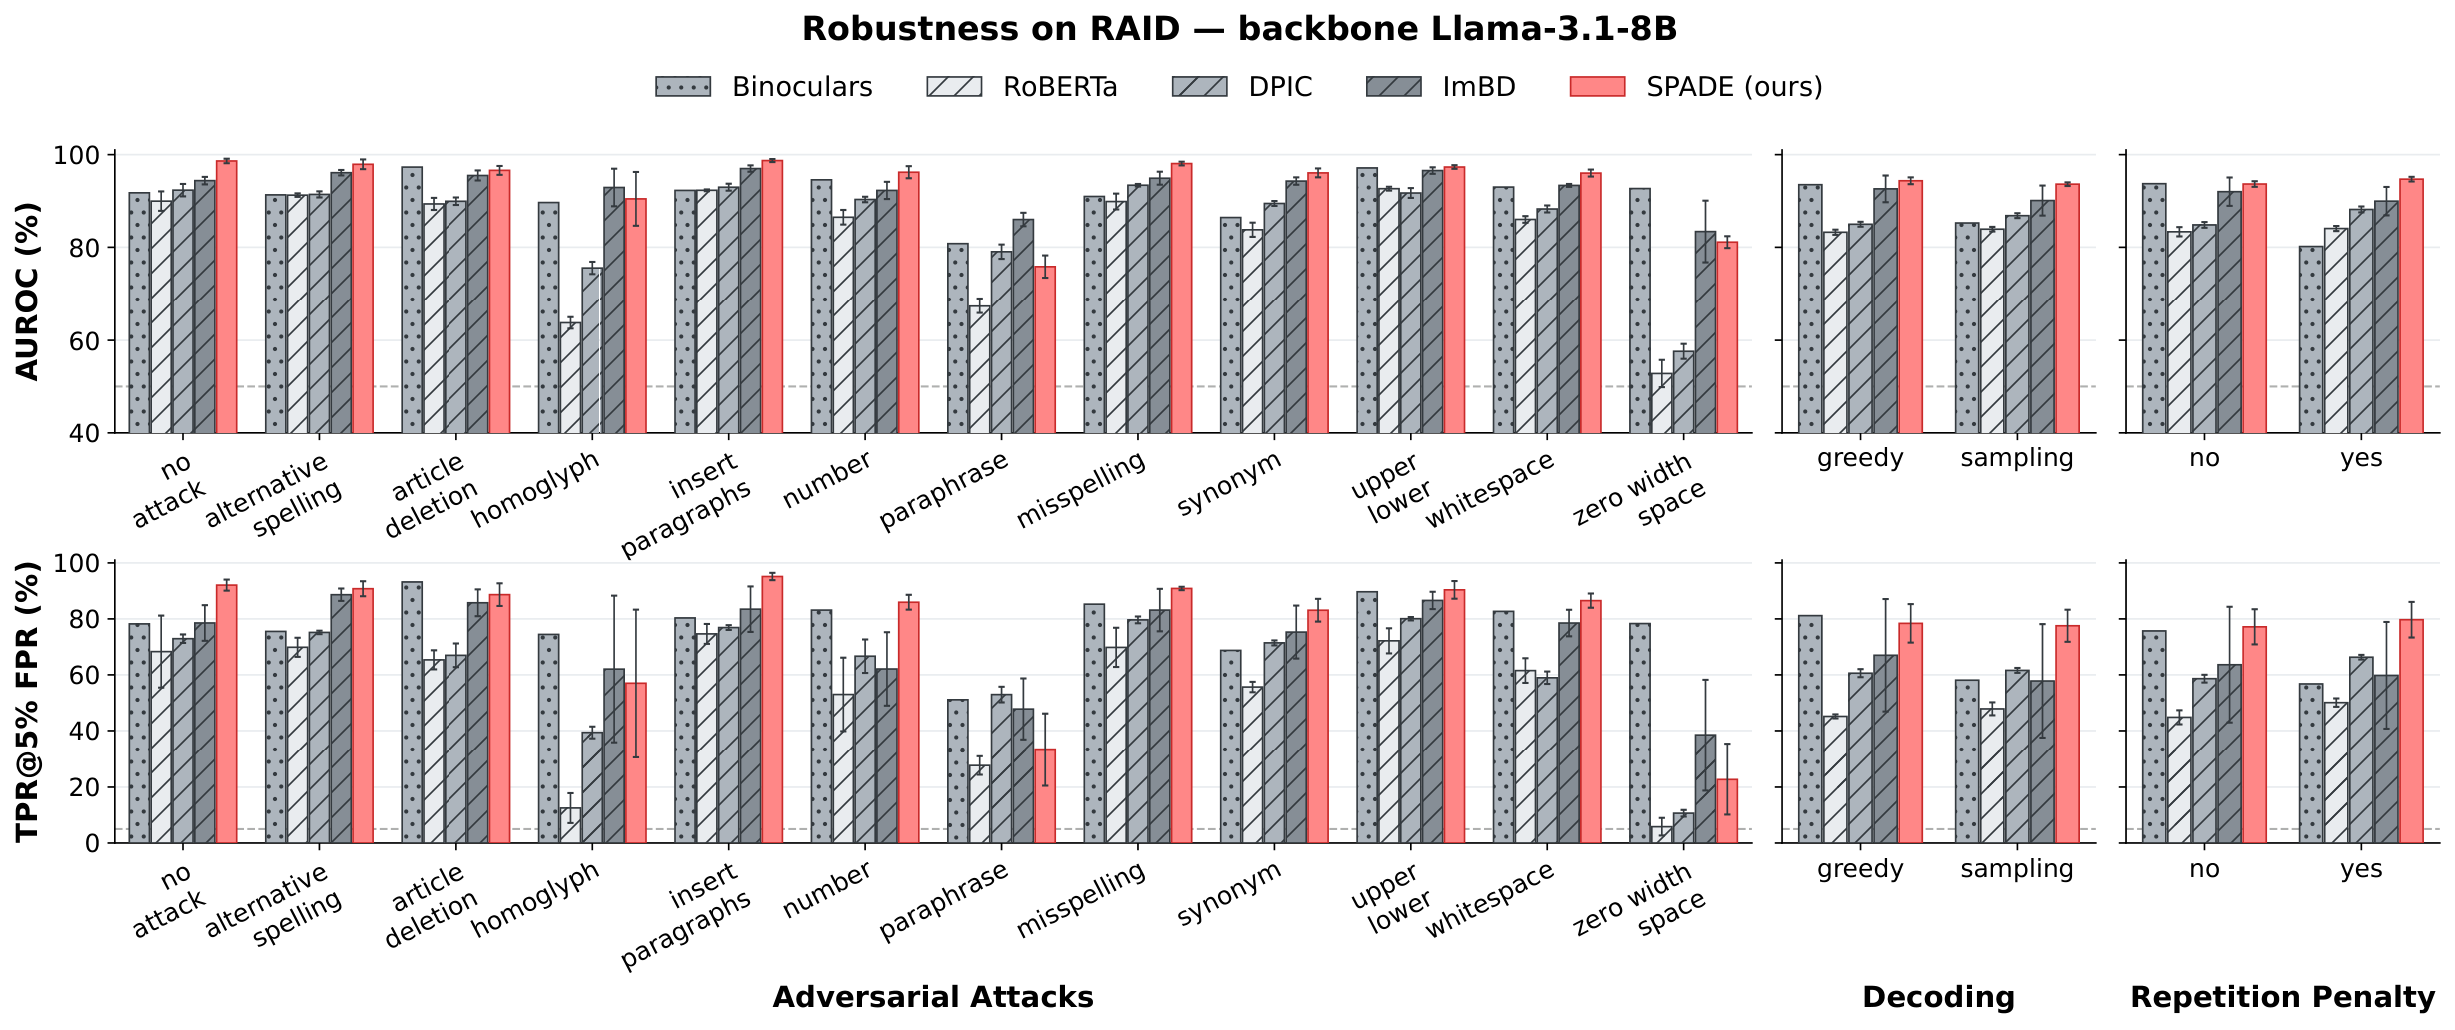 Robustness on RAID — backbone Llama-3.1-8B
Binoculars RoBERTa DPIC ImBD SPADE (ours)
AUROC (%)
100
80
60
40
no
attack
alternative
spelling
article
deletion
homoglyph
insert
paragraphs
number
paraphrase
misspelling
synonym
upper
lower
whitespace
zero width
space
greedy
sampling
no
yes
TPR@5% FPR (%)
100
80
60
40
20
0
no
attack
alternative
spelling
article
deletion
homoglyph
insert
paragraphs
number
paraphrase
misspelling
synonym
upper
lower
whitespace
zero width
space
greedy
sampling
no
yes
Adversarial Attacks
Decoding
Repetition Penalty